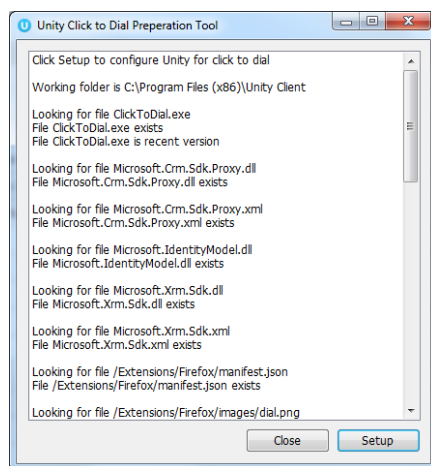 Unity Click to Dial Preperation Tool
Click Setup to configure Unity for click to dial
Working folder is C:\Program Files (x86)\Unity Client
Looking for file ClickToDial.exe
File ClickToDial.exe exists
File ClickToDial.exe is recent version
Looking for file Microsoft.Crm.Sdk.Proxy.dll
File Microsoft.Crm.Sdk.Proxy.dll exists
Looking for file Microsoft.Crm.Sdk.Proxy.xml
File Microsoft.Crm.Sdk.Proxy.xml exists
Looking for file Microsoft.IdentityModel.dll
File Microsoft.IdentityModel.dll exists
Looking for file Microsoft.Xrm.Sdk.dll
File Microsoft.Xrm.Sdk.dll exists
Looking for file Microsoft.Xrm.Sdk.xml
File Microsoft.Xrm.Sdk.xml exists
Looking for file /Extensions/Firefox/manifest.json
File /Extensions/Firefox/manifest.json exists
Looking for file /Extensions/Firefox/images/dial.png
Close Setup